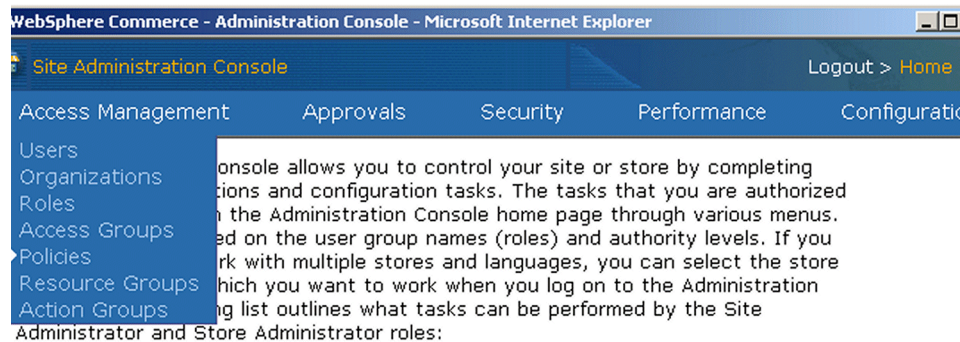 WebSphere Commerce - Administration Console - Microsoft Internet Explorer
Site Administration Console Logout > Home
Access Management Approvals Security Performance Configuratio
Users
onsole allows you to control your site or store by completing
Organizations
tions and configuration tasks. The tasks that you are authorized
Roles
the Administration Console home page through various menus.
Access Groups
ed on the user group names (roles) and authority levels. If you
Policies
rk with multiple stores and languages, you can select the store
Resource Groups
hich you want to work when you log on to the Administration
Action Groups
g list outlines what tasks can be performed by the Site
Administrator and Store Administrator roles: